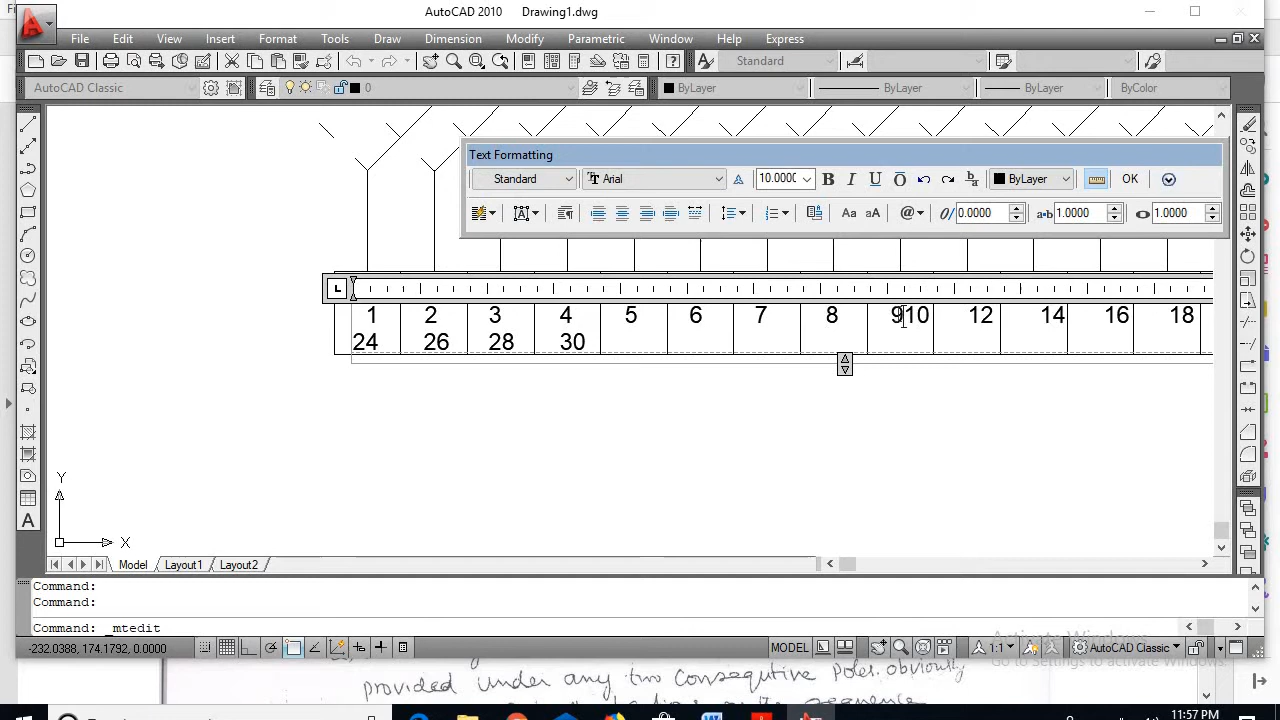 AutoCAD 2010 Drawing1.dwg
File Edit View Insert Format Tools Draw Dimension Modify Parametric Window Help Express
Standard
AutoCAD Classic 0 ByLayer ByLayer ByLayer ByColor
Text Formatting
Standard Arial 10.0000 B I U O ByLayer OK
@ 0/ 0.0000 a•b 1.0000 1.0000
1 2 3 4 5 6 7 8 9 10 12 14 16 18
24 26 28 30
Y
X
A
Model Layout1 Layout2
Command:
Command:
Command: _mtedit
-232.0388, 174.1792, 0.0000 MODEL 1:1 AutoCAD Classic
Activate Windows
Go to Settings to activate Windows.
provided under any two consequtive Poles. obviously
sequence
11:57 PM